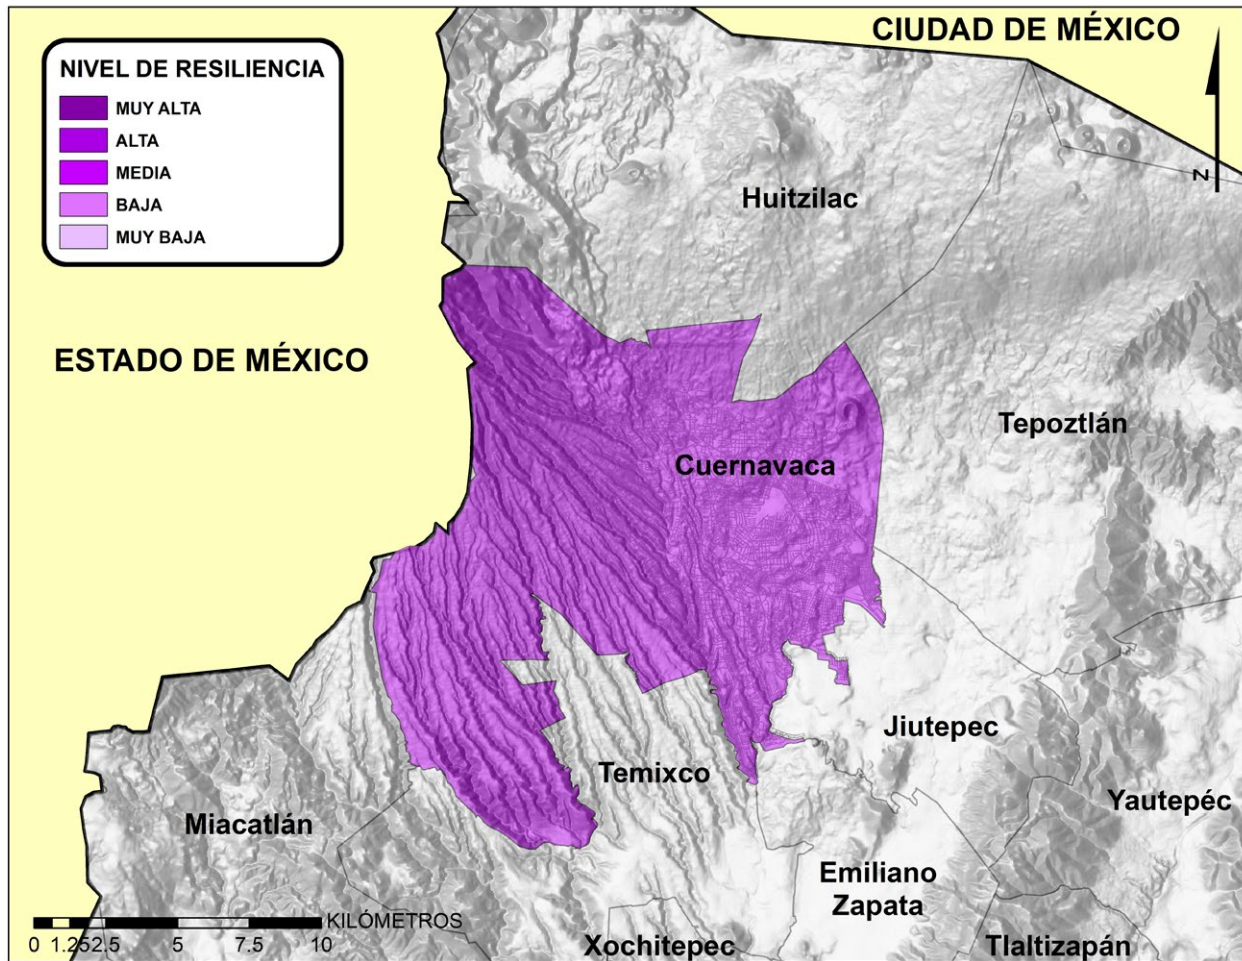 CIUDAD DE MÉXICO
NIVEL DE RESILIENCIA
MUY ALTA
ALTA
MEDIA
BAJA
MUY BAJA
N
Huitzilac
ESTADO DE MÉXICO
Tepoztlán
Cuernavaca
Jiutepec
Temixco
Yautepéc
Miacatlán
Emiliano
Zapata
KILÓMETROS
0 1.252.5 5 7.5 10
Xochitepec
Tlaltizapán